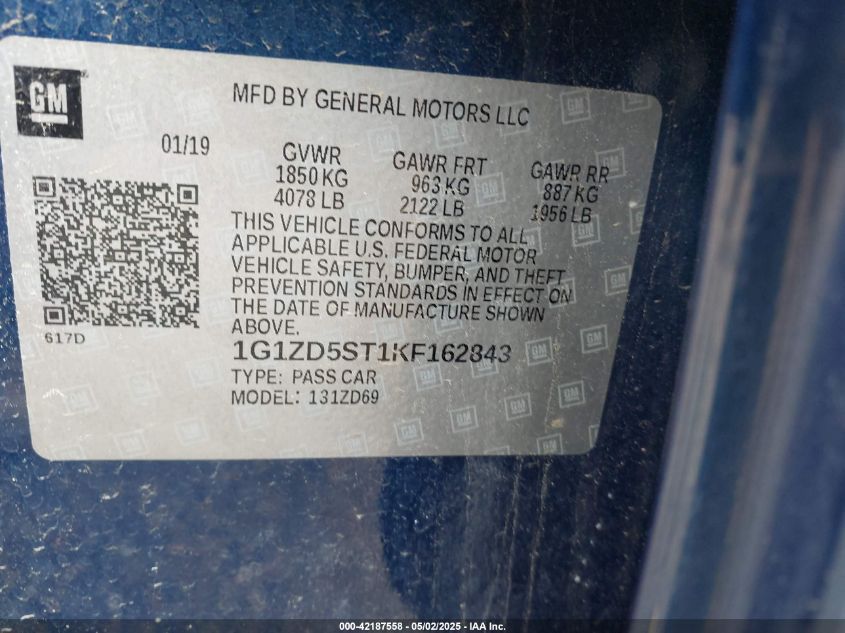 GM
MFD BY GENERAL MOTORS LLC
01/19
GVWR
1850 KG
4078 LB
GAWR FRT
963 KG
2122 LB
GAWR RR
887 KG
1956 LB
THIS VEHICLE CONFORMS TO ALL
APPLICABLE U.S. FEDERAL MOTOR
VEHICLE SAFETY, BUMPER, AND THEFT
PREVENTION STANDARDS IN EFFECT ON
THE DATE OF MANUFACTURE SHOWN
ABOVE.
617D
1G1ZD5ST1KF162843
TYPE: PASS CAR
MODEL: 131ZD69
000-42187558 - 05/02/2025 - IAA Inc.